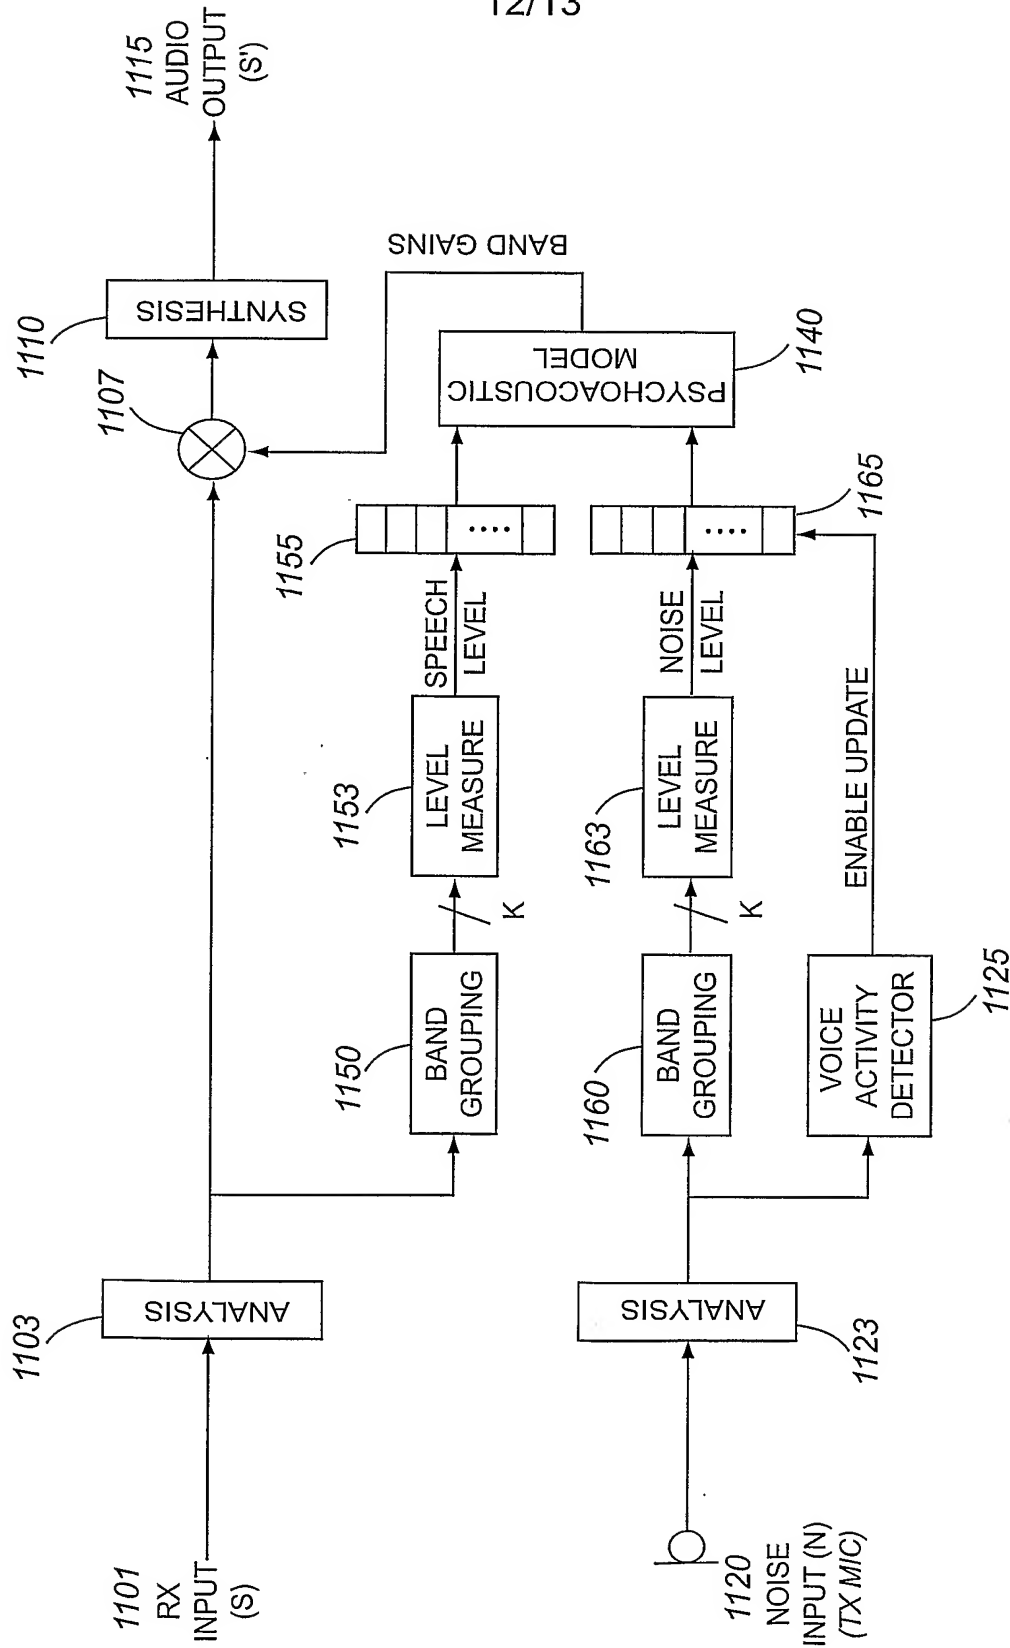 12/13
1101
RX
INPUT
(S)
1103
ANALYSIS
1107
1110
SYNTHESIS
1115
AUDIO
OUTPUT
(S')
1150
BAND
GROUPING
K
1153
LEVEL
MEASURE
SPEECH
LEVEL
1155
....
BAND GAINS
PSYCHOACOUSTIC
MODEL
1140
1120
NOISE
INPUT (N)
(TX MIC)
ANALYSIS
1123
1160
BAND
GROUPING
K
1163
LEVEL
MEASURE
NOISE
LEVEL
....
1165
VOICE
ACTIVITY
DETECTOR
1125
ENABLE UPDATE